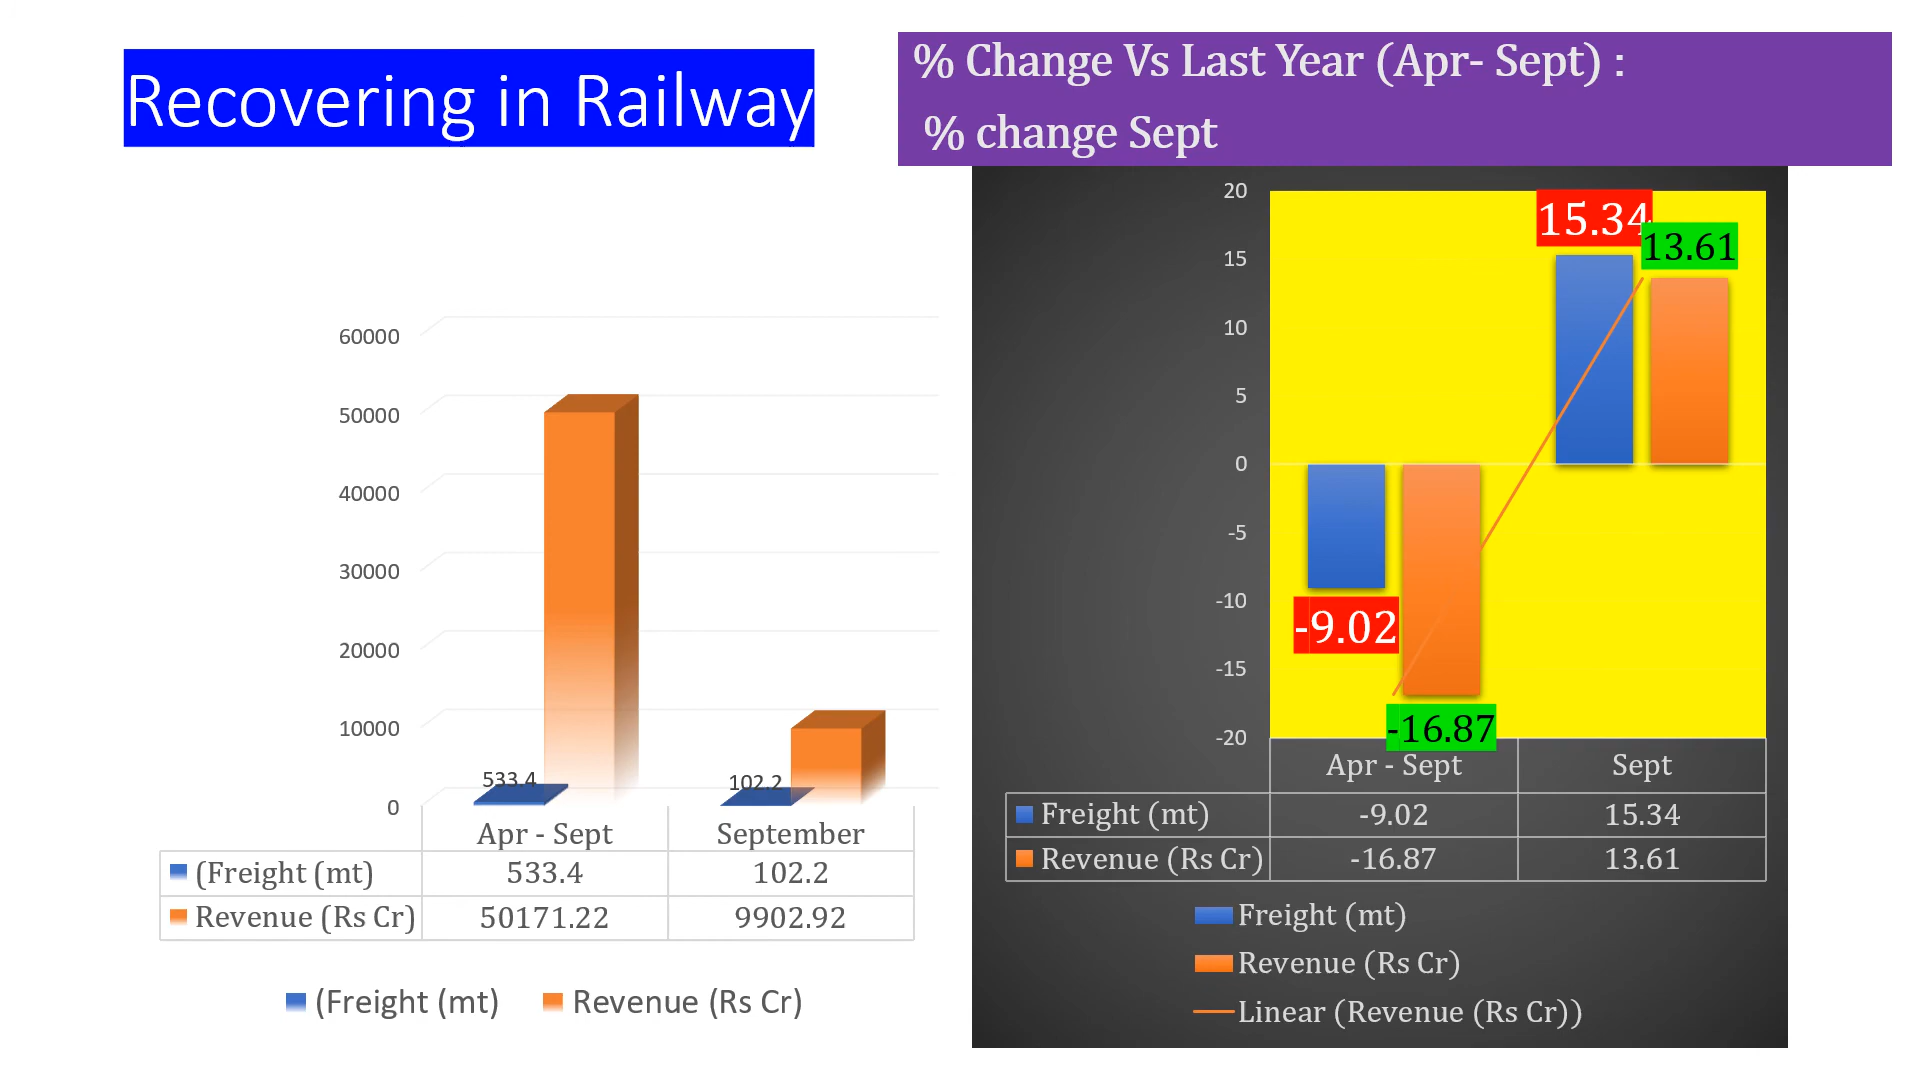 Recovering in Railway
% Change Vs Last Year (Apr- Sept) :
% change Sept
60000
50000
40000
30000
20000
10000
0
533.4
102.2
Apr - Sept September
(Freight (mt) 533.4 102.2
Revenue (Rs Cr) 50171.22 9902.92
(Freight (mt) Revenue (Rs Cr)
20
15
10
5
0
-5
-10
-15
-20
15.34
13.61
-9.02
-16.87
Apr - Sept Sept
Freight (mt) -9.02 15.34
Revenue (Rs Cr) -16.87 13.61
Freight (mt)
Revenue (Rs Cr)
Linear (Revenue (Rs Cr))